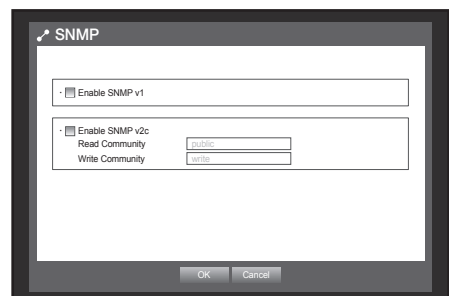 SNMP
· Enable SNMP v1
· Enable SNMP v2c
Read Community public
Write Community write
OK Cancel